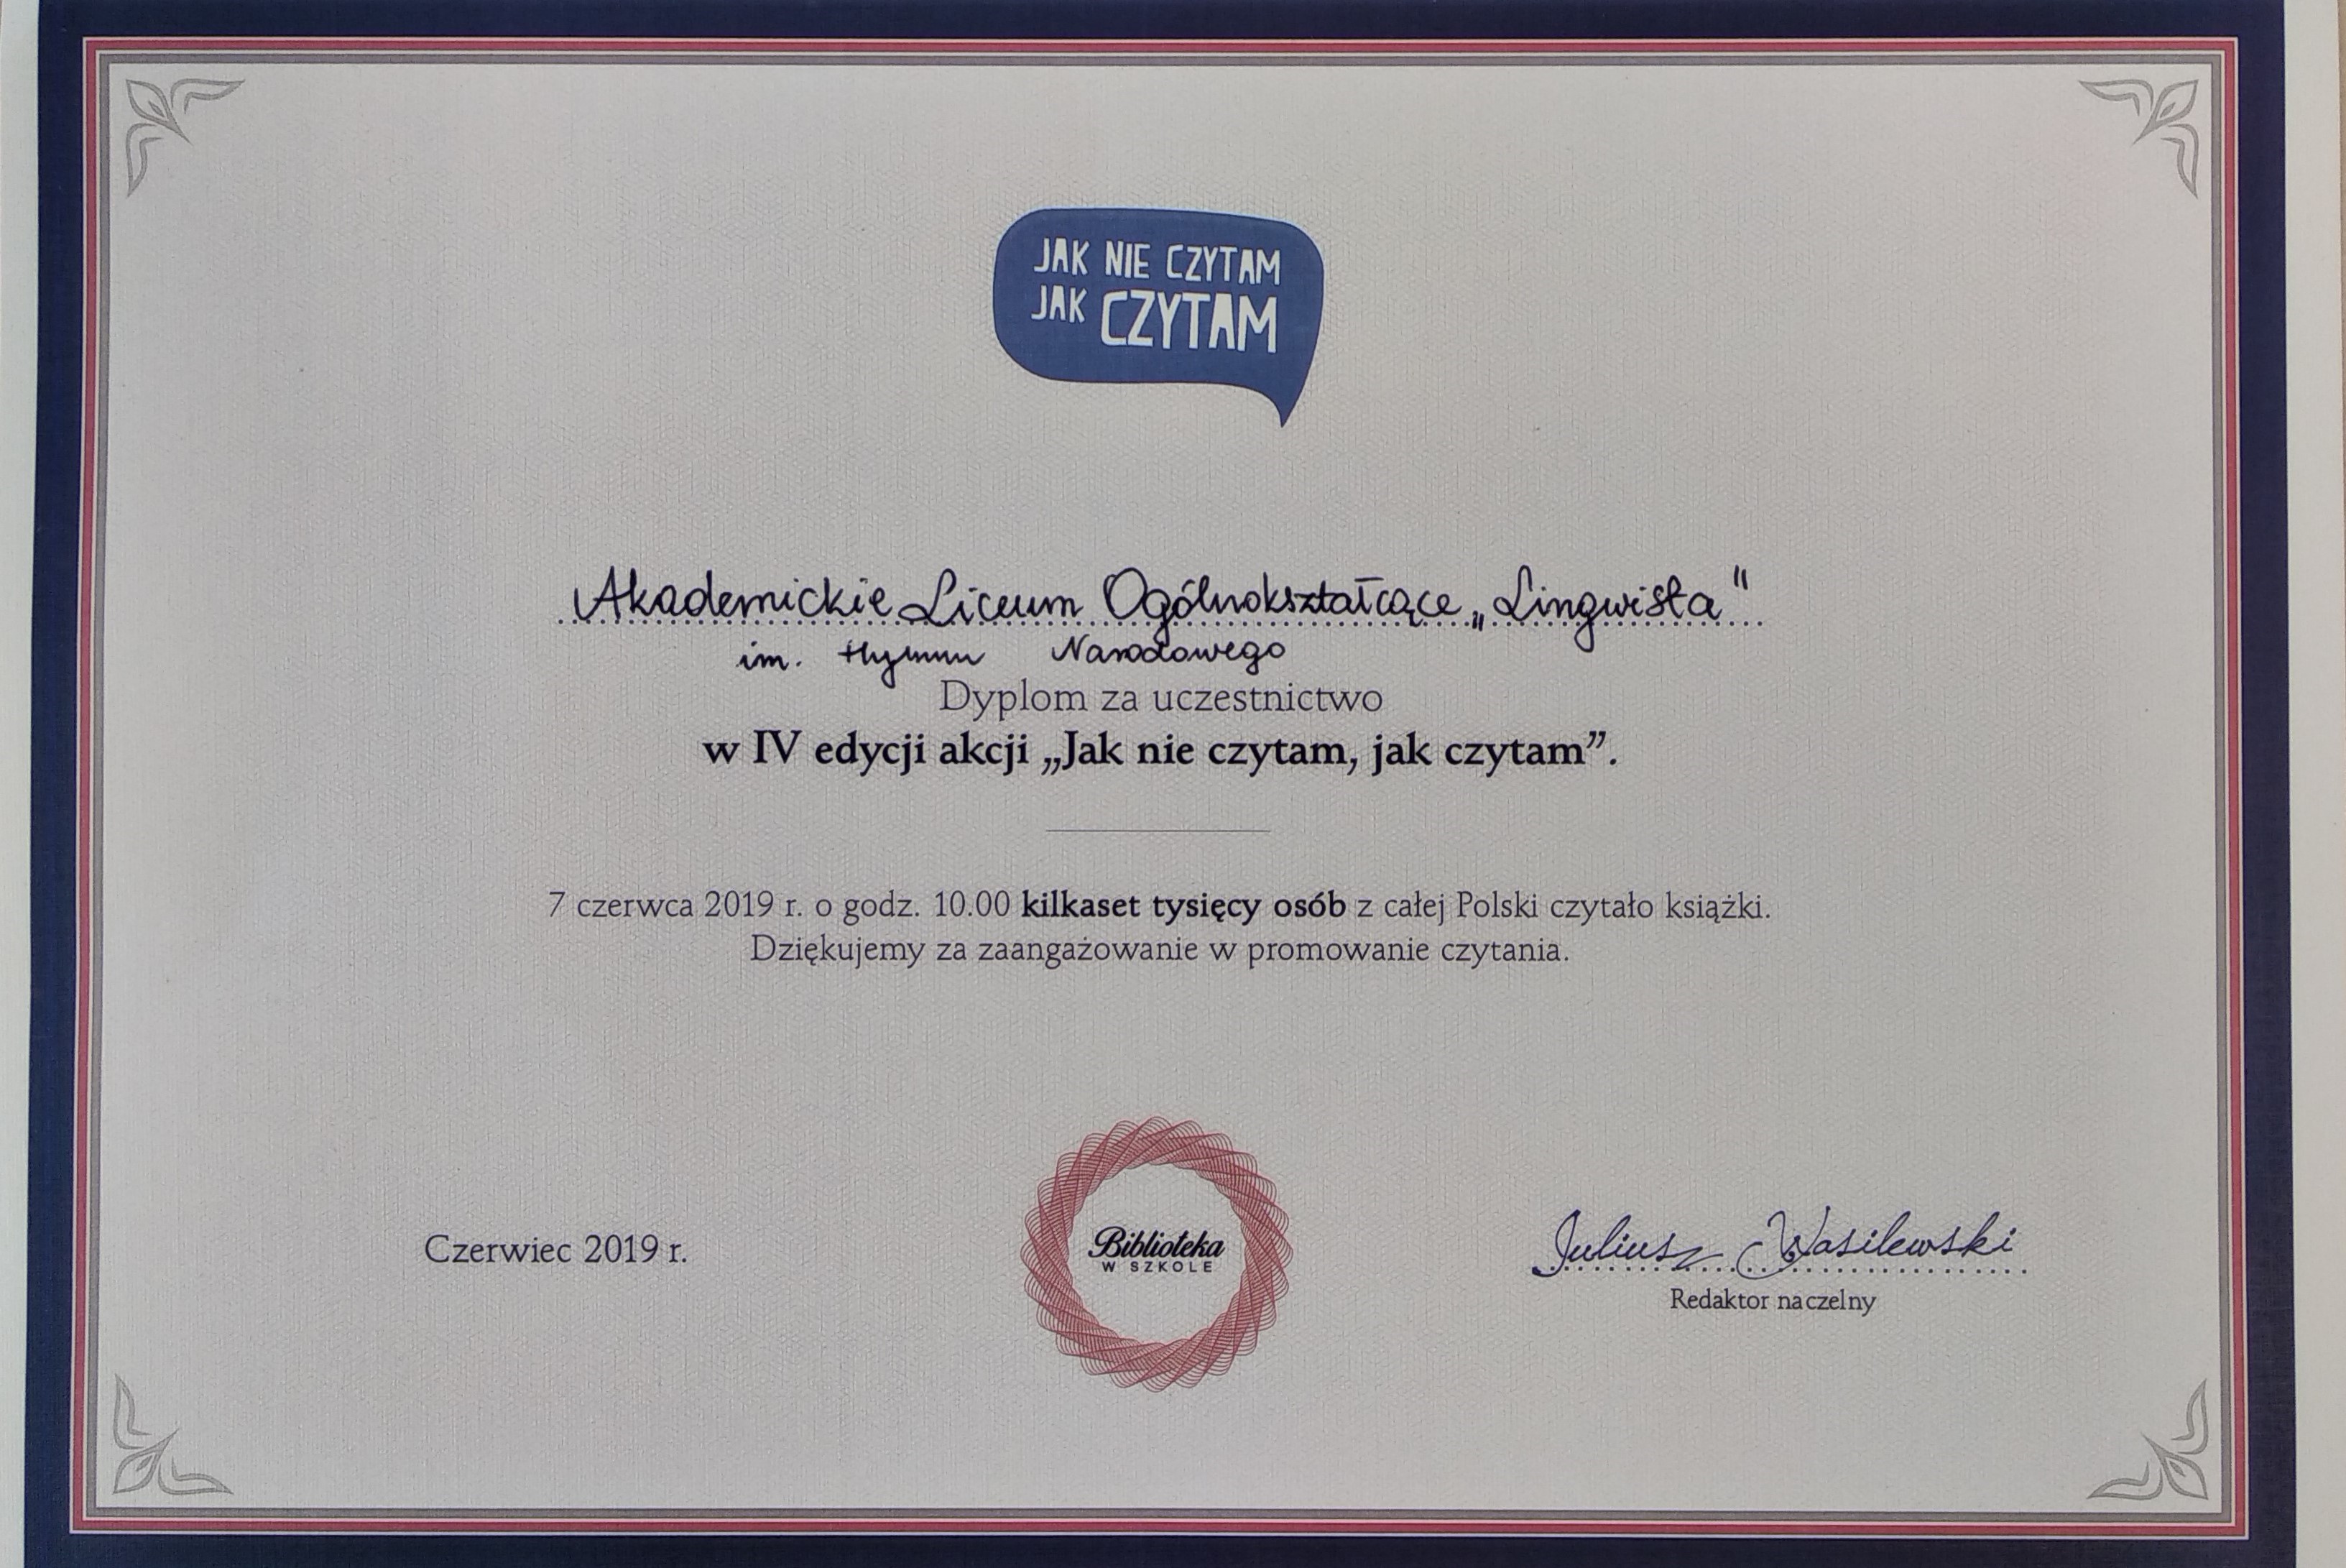 JAK NIE CZYTAM
JAK CZYTAM
Akademickie Liceum Ogólnokształcące „Lingwista"
im. Hymnu Narodowego
Dyplom za uczestnictwo
w IV edycji akcji „Jak nie czytam, jak czytam”.
7 czerwca 2019 r. o godz. 10.00 kilkaset tysięcy osób z całej Polski czytało książki.
Dziękujemy za zaangażowanie w promowanie czytania.
Czerwiec 2019 r.
Biblioteka
W SZKOLE
Juliusz Wasilewski
Redaktor naczelny